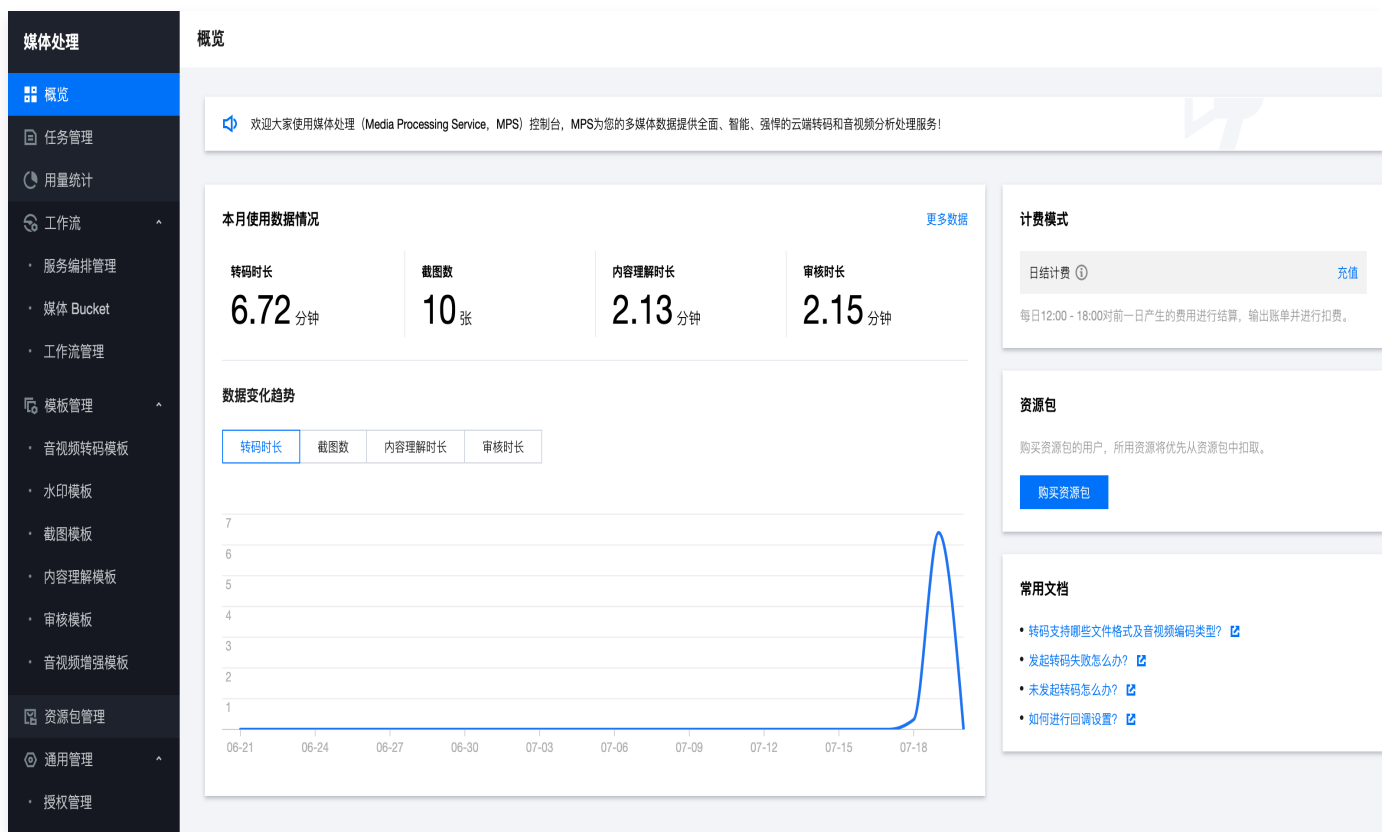 媒体处理
概览
任务管理
用量统计
工作流
服务编排管理
媒体 Bucket
工作流管理
模板管理
音视频转码模板
水印模板
截图模板
内容理解模板
审核模板
音视频增强模板
资源包管理
通用管理
授权管理
概览
欢迎大家使用媒体处理（Media Processing Service，MPS）控制台，MPS为您的多媒体数据提供全面、智能、强悍的云端转码和音视频分析处理服务！
本月使用数据情况 更多数据
转码时长 截图数 内容理解时长 审核时长
6.72 分钟 10 张 2.13 分钟 2.15 分钟
数据变化趋势
转码时长 截图数 内容理解时长 审核时长
7
6
5
4
3
2
1
06-21 06-24 06-27 06-30 07-03 07-06 07-09 07-12 07-15 07-18
计费模式
日结计费 充值
每日12:00 - 18:00对前一日产生的费用进行结算，输出账单并进行扣费。
资源包
购买资源包的用户，所用资源将优先从资源包中扣取。
购买资源包
常用文档
• 转码支持哪些文件格式及音视频编码类型？
• 发起转码失败怎么办？
• 未发起转码怎么办？
• 如何进行回调设置？